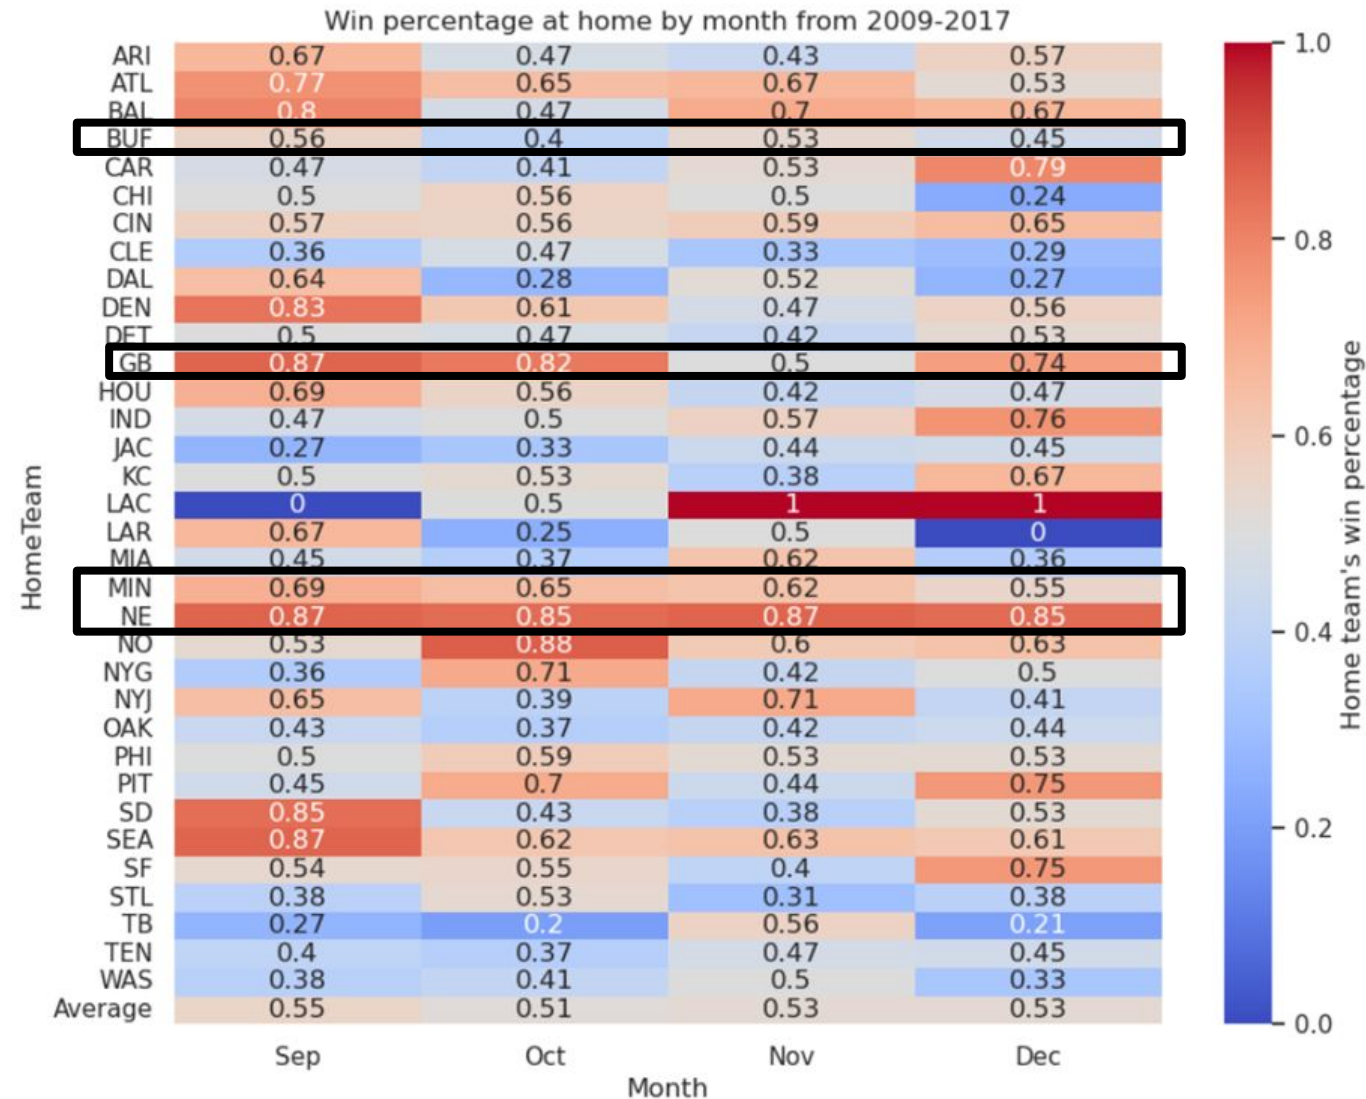 Win percentage at home by month from 2009-2017
ARI 0.67 0.47 0.43 0.57
ATL 0.77 0.65 0.67 0.53
BAL 0.8 0.47 0.7 0.67
BUF 0.56 0.4 0.53 0.45
CAR 0.47 0.41 0.53 0.79
CHI 0.5 0.56 0.5 0.24
CIN 0.57 0.56 0.59 0.65
CLE 0.36 0.47 0.33 0.29
DAL 0.64 0.28 0.52 0.27
DEN 0.83 0.61 0.47 0.56
DET 0.5 0.47 0.42 0.53
GB 0.87 0.82 0.5 0.74
HOU 0.69 0.56 0.42 0.47
IND 0.47 0.5 0.57 0.76
JAC 0.27 0.33 0.44 0.45
KC 0.5 0.53 0.38 0.67
LAC 0 0.5 1 1
LAR 0.67 0.25 0.5 0
MIA 0.45 0.37 0.62 0.36
MIN 0.69 0.65 0.62 0.55
NE 0.87 0.85 0.87 0.85
NO 0.53 0.88 0.6 0.63
NYG 0.36 0.71 0.42 0.5
NYJ 0.65 0.39 0.71 0.41
OAK 0.43 0.37 0.42 0.44
PHI 0.5 0.59 0.53 0.53
PIT 0.45 0.7 0.44 0.75
SD 0.85 0.43 0.38 0.53
SEA 0.87 0.62 0.63 0.61
SF 0.54 0.55 0.4 0.75
STL 0.38 0.53 0.31 0.38
TB 0.27 0.2 0.56 0.21
TEN 0.4 0.37 0.47 0.45
WAS 0.38 0.41 0.5 0.33
Average 0.55 0.51 0.53 0.53
Sep Oct Nov Dec
Month
HomeTeam
1.0
0.8
0.6
0.4
0.2
0.0
Home team's win percentage